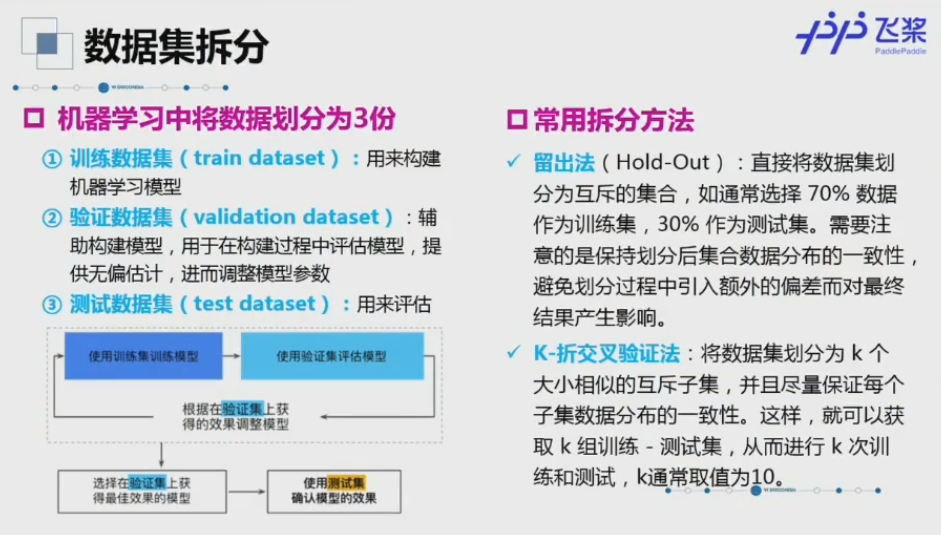 数据集拆分
飞桨
PaddlePaddle
机器学习中将数据划分为3份
① 训练数据集（train dataset）：用来构建
机器学习模型
② 验证数据集（validation dataset）：辅
助构建模型，用于在构建过程中评估模型，提
供无偏估计，进而调整模型参数
③ 测试数据集（test dataset）：用来评估
使用训练集训练模型
使用验证集评估模型
根据在验证集上获
得的效果调整模型
选择在验证集上获
得最佳效果的模型
使用测试集
确认模型的效果
常用拆分方法
✓ 留出法（Hold-Out）：直接将数据集划
分为互斥的集合，如通常选择 70% 数据
作为训练集，30% 作为测试集。需要注
意的是保持划分后集合数据分布的一致性，
避免划分过程中引入额外的偏差而对最终
结果产生影响。
✓ K-折交叉验证法：将数据集划分为 k 个
大小相似的互斥子集，并且尽量保证每个
子集数据分布的一致性。这样，就可以获
取 k 组训练 - 测试集，从而进行 k 次训
练和测试，k通常取值为10。